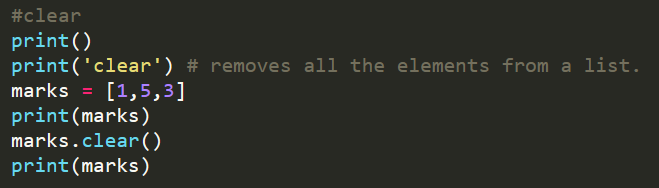 #clear
print()
print('clear') # removes all the elements from a list.
marks = [1,5,3]
print(marks)
marks.clear()
print(marks)